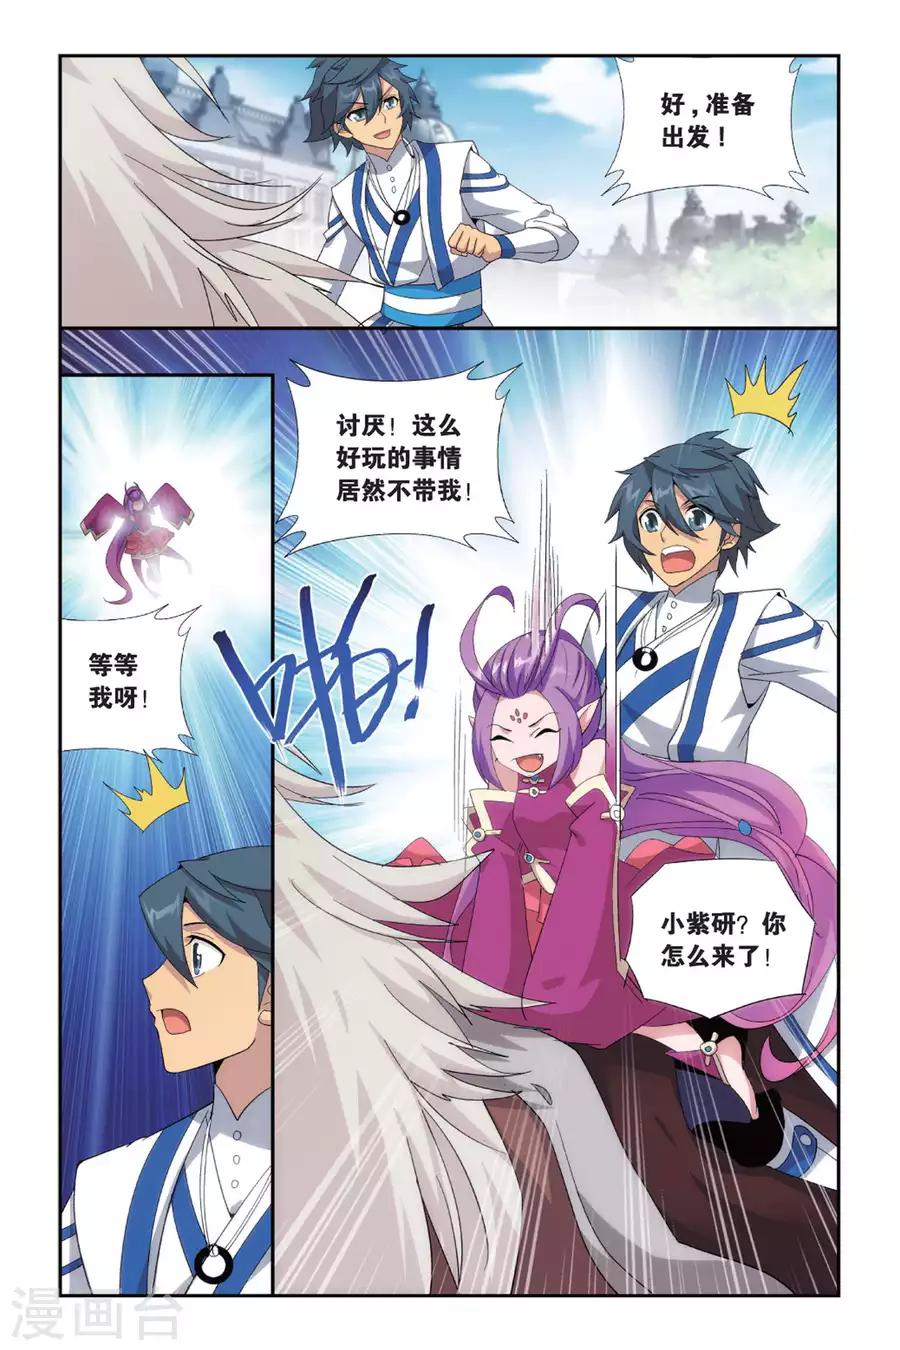 好，准备
出发！
等等
我呀！
讨厌！这么
好玩的事情
居然不带我！
啪！
小紫研？你
怎么来了！
漫画台